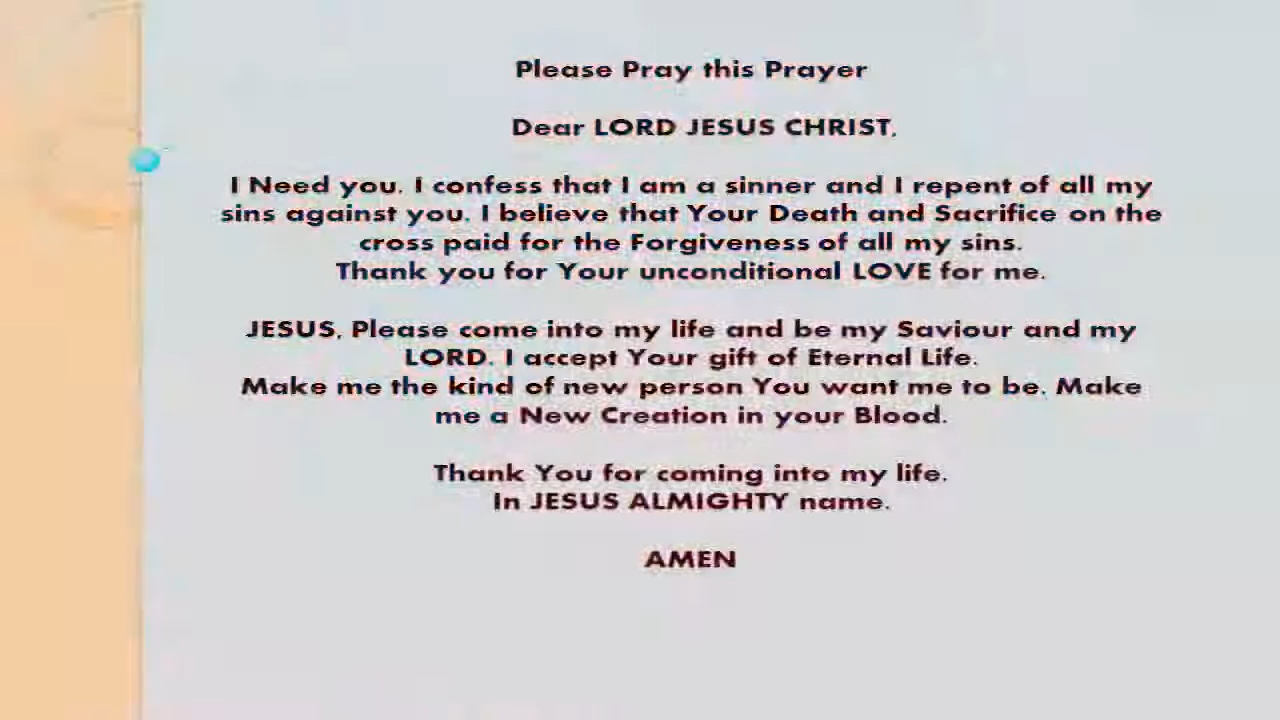 Please Pray this Prayer
Dear LORD JESUS CHRIST,
I Need you. I confess that I am a sinner and I repent of all my
sins against you. I believe that Your Death and Sacrifice on the
cross paid for the Forgiveness of all my sins.
Thank you for Your unconditional LOVE for me.
JESUS, Please come into my life and be my Saviour and my
LORD. I accept Your gift of Eternal Life.
Make me the kind of new person You want me to be. Make
me a New Creation in your Blood.
Thank You for coming into my life.
In JESUS ALMIGHTY name.
AMEN